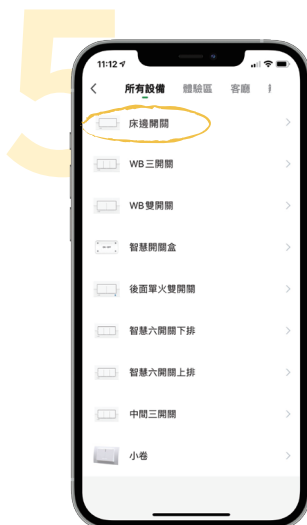 5
11:12
所有設備 體驗區 客廳
床邊開關
WB三開關
WB雙開關
智慧開關盒
後面單火雙開關
智慧六開關下排
智慧六開關上排
中間三開關
小卷